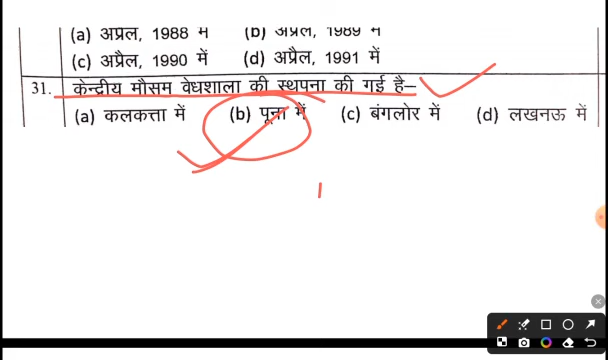 (a) अप्रैल, 1988 में (b) अप्रैल, 1989 में
(c) अप्रैल, 1990 में (d) अप्रैल, 1991 में
31. केन्द्रीय मौसम वेधशाला की स्थपना की गई है–
(a) कलकत्ता में (b) पूना में (c) बंगलोर में (d) लखनऊ में